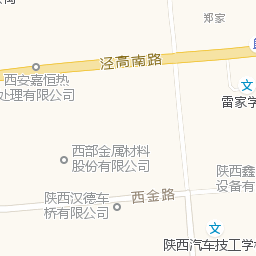 郑家
泾高南路
西安嘉恒热
处理有限公司
雷家学
西部金属材料
股份有限公司
陕西鑫
设备有
陕西汉德车
桥有限公司
西金路
陕西汽车技工学校